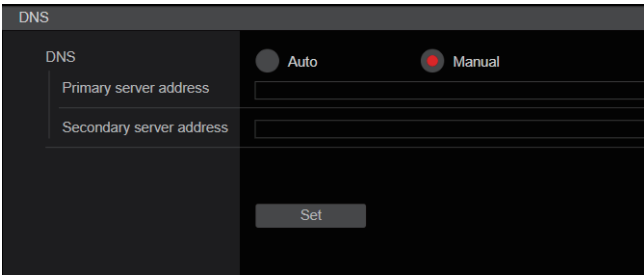 DNS
DNS
Auto
Manual
Primary server address
Secondary server address
Set